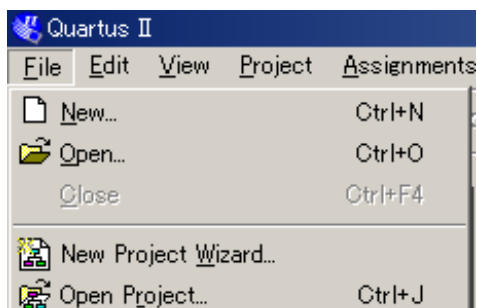 Quartus II
File Edit View Project Assignments
New... Ctrl+N
Open... Ctrl+O
Close Ctrl+F4
New Project Wizard...
Open Project... Ctrl+J